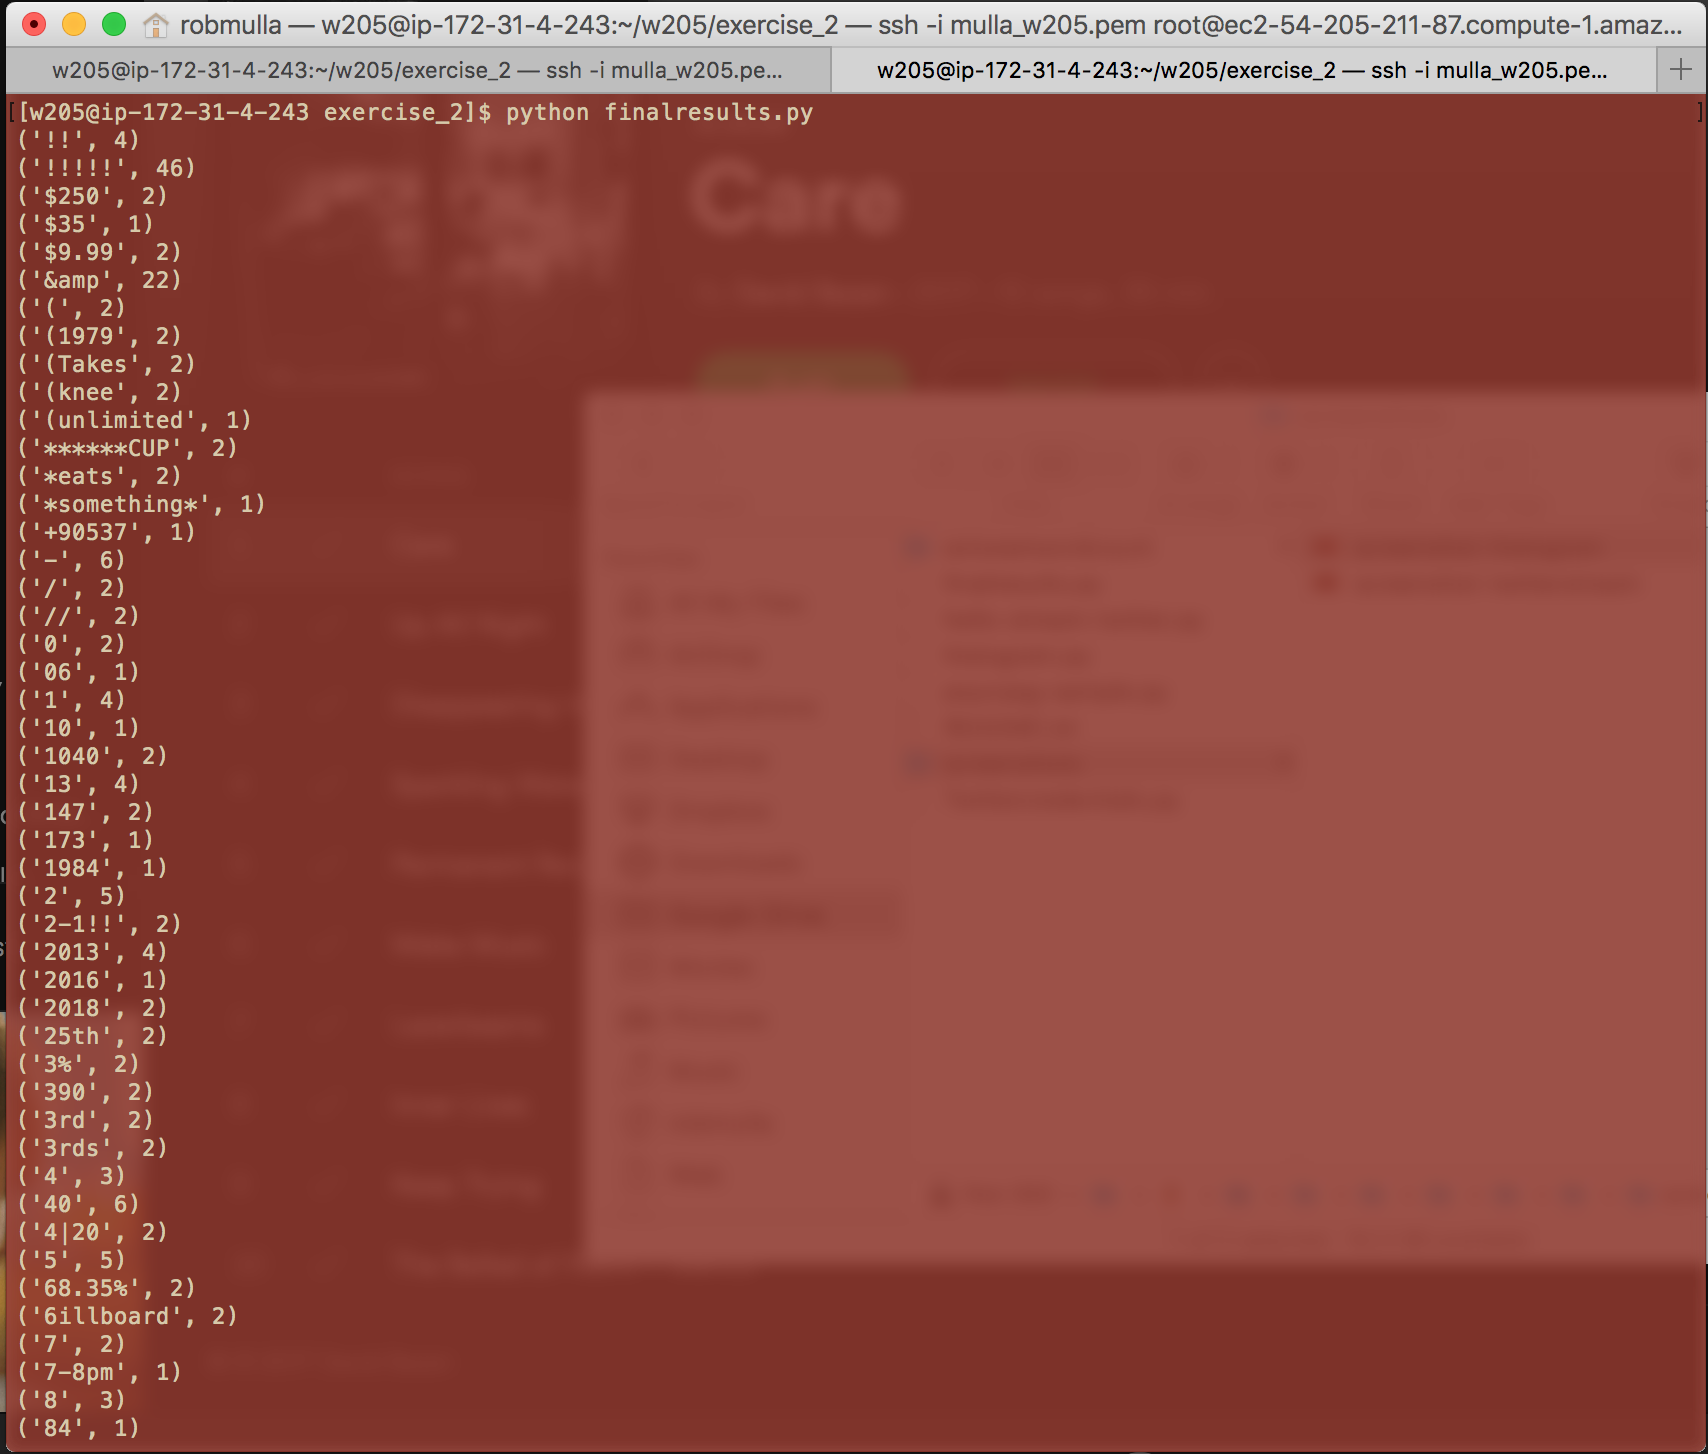 robmulla — w205@ip-172-31-4-243:~/w205/exercise_2 — ssh -i mulla_w205.pem root@ec2-54-205-211-87.compute-1.amaz...
w205@ip-172-31-4-243:~/w205/exercise_2 — ssh -i mulla_w205.pe... w205@ip-172-31-4-243:~/w205/exercise_2 — ssh -i mulla_w205.pe... +
[[w205@ip-172-31-4-243 exercise_2]$ python finalresults.py ]
('!!', 4)
('!!!!!', 46)
('$250', 2)
('$35', 1)
('$9.99', 2)
('&amp', 22)
('(', 2)
('(1979', 2)
('(Takes', 2)
('(knee', 2)
('(unlimited', 1)
('******CUP', 2)
('*eats', 2)
('*something*', 1)
('+90537', 1)
('-', 6)
('/', 2)
('//', 2)
('0', 2)
('06', 1)
('1', 4)
('10', 1)
('1040', 2)
('13', 4)
('147', 2)
('173', 1)
('1984', 1)
('2', 5)
('2-1!!', 2)
('2013', 4)
('2016', 1)
('2018', 2)
('25th', 2)
('3%', 2)
('390', 2)
('3rd', 2)
('3rds', 2)
('4', 3)
('40', 6)
('4|20', 2)
('5', 5)
('68.35%', 2)
('6illboard', 2)
('7', 2)
('7-8pm', 1)
('8', 3)
('84', 1)
Care